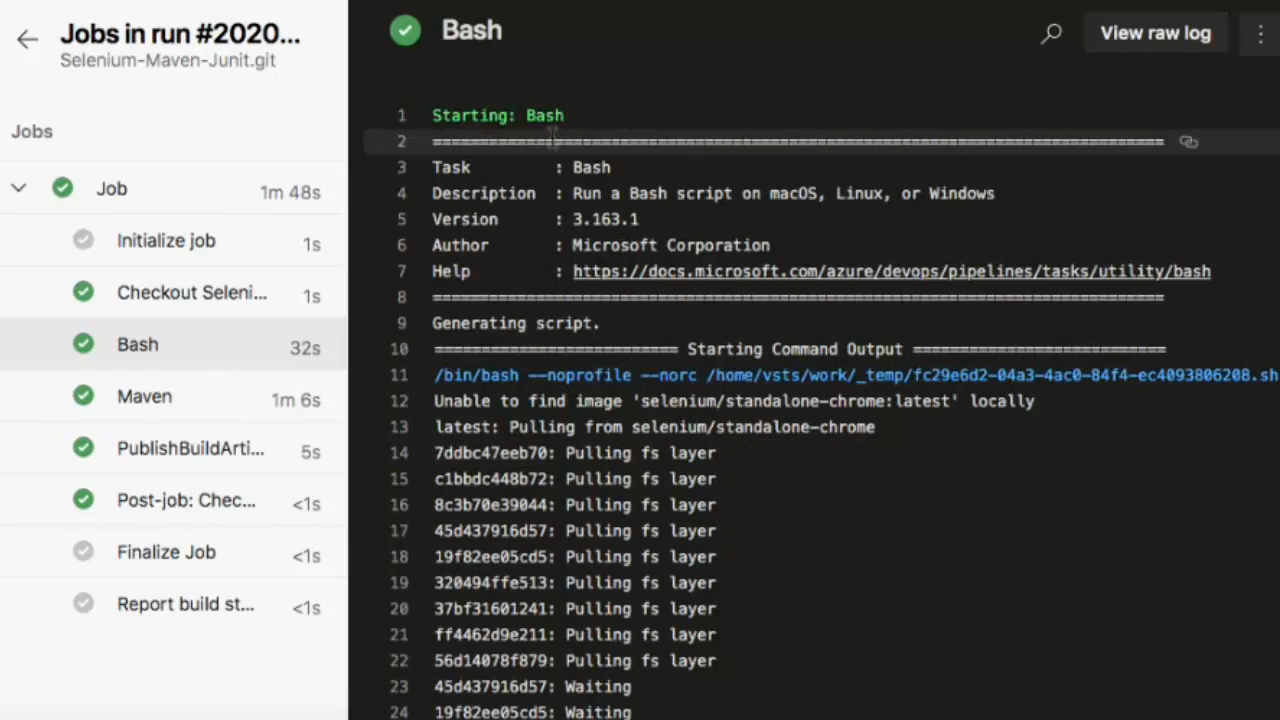 Jobs in run #2020...
Selenium-Maven-Junit.git
Jobs
Job 1m 48s
Initialize job 1s
Checkout Seleni... 1s
Bash 32s
Maven 1m 6s
PublishBuildArti... 5s
Post-job: Chec... <1s
Finalize Job <1s
Report build st... <1s
Bash
View raw log
1 Starting: Bash
2 ==============================================================================
3 Task : Bash
4 Description : Run a Bash script on macOS, Linux, or Windows
5 Version : 3.163.1
6 Author : Microsoft Corporation
7 Help : https://docs.microsoft.com/azure/devops/pipelines/tasks/utility/bash
8 ==============================================================================
9 Generating script.
10 ========================== Starting Command Output ===========================
11 /bin/bash --noprofile --norc /home/vsts/work/_temp/fc29e6d2-04a3-4ac0-84f4-ec4093806208.sh
12 Unable to find image 'selenium/standalone-chrome:latest' locally
13 latest: Pulling from selenium/standalone-chrome
14 7ddbc47eeb70: Pulling fs layer
15 c1bbdc448b72: Pulling fs layer
16 8c3b70e39044: Pulling fs layer
17 45d437916d57: Pulling fs layer
18 19f82ee05cd5: Pulling fs layer
19 320494ffe513: Pulling fs layer
20 37bf31601241: Pulling fs layer
21 ff4462d9e211: Pulling fs layer
22 56d14078f879: Pulling fs layer
23 45d437916d57: Waiting
24 19f82ee05cd5: Waiting